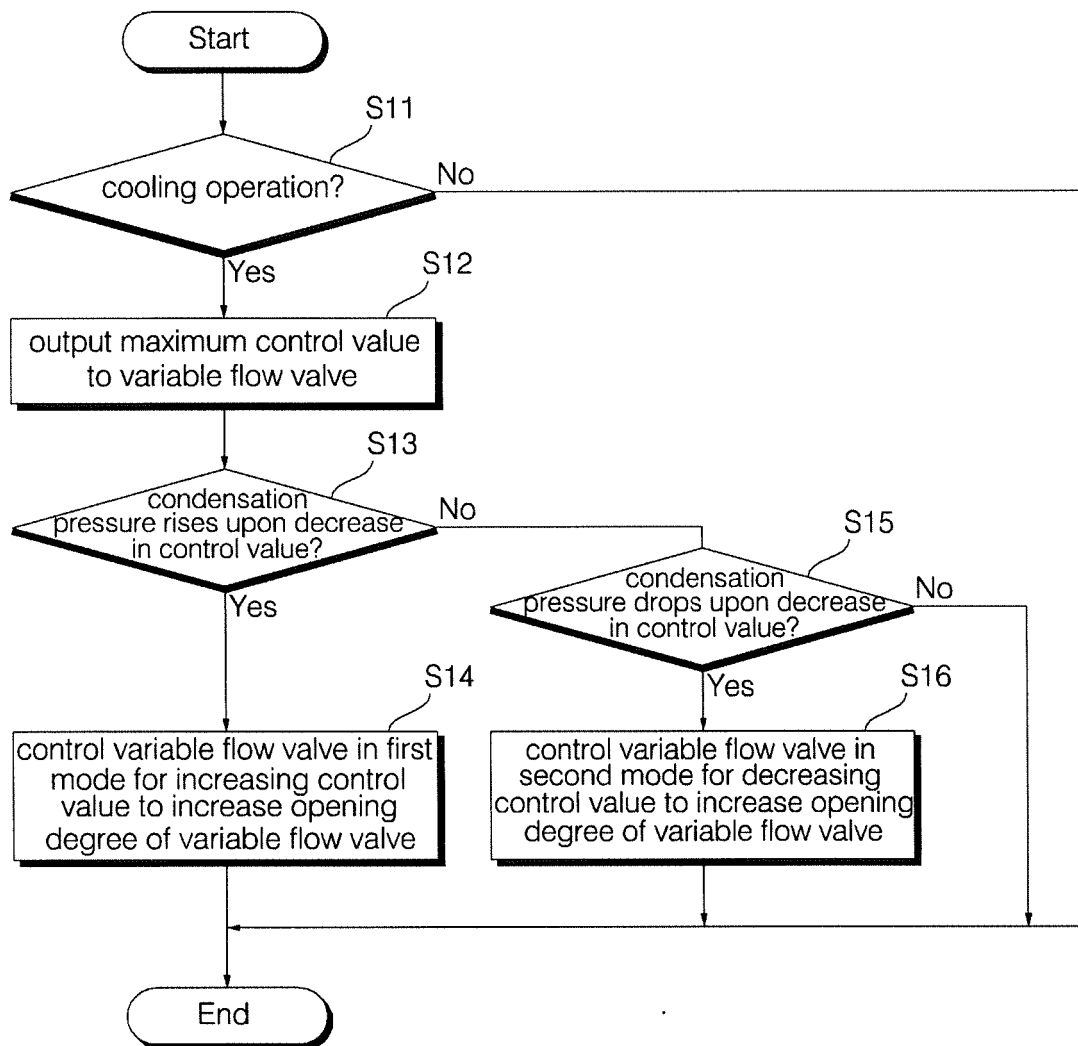 Start
S11
cooling operation?
No
Yes
S12
output maximum control value
to variable flow valve
S13
condensation
pressure rises upon decrease
in control value?
No
Yes
S15
condensation
pressure drops upon decrease
in control value?
No
Yes
S14
control variable flow valve in first
mode for increasing control
value to increase opening
degree of variable flow valve
S16
control variable flow valve in
second mode for decreasing
control value to increase opening
degree of variable flow valve
End